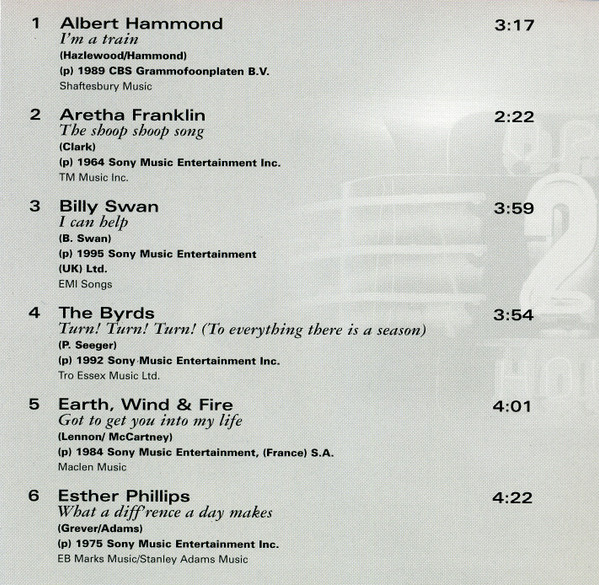 1 Albert Hammond 3:17
I'm a train
(Hazlewood/Hammond)
(p) 1989 CBS Grammofoonplaten B.V.
Shaftesbury Music
2 Aretha Franklin 2:22
The shoop shoop song
(Clark)
(p) 1964 Sony Music Entertainment Inc.
TM Music Inc.
3 Billy Swan 3:59
I can help
(B. Swan)
(p) 1995 Sony Music Entertainment
(UK) Ltd.
EMI Songs
4 The Byrds 3:54
Turn! Turn! Turn! (To everything there is a season)
(P. Seeger)
(p) 1992 Sony Music Entertainment Inc.
Tro Essex Music Ltd.
5 Earth, Wind & Fire 4:01
Got to get you into my life
(Lennon/ McCartney)
(p) 1984 Sony Music Entertainment, (France) S.A.
Maclen Music
6 Esther Phillips 4:22
What a diff'rence a day makes
(Grever/Adams)
(p) 1975 Sony Music Entertainment Inc.
EB Marks Music/Stanley Adams Music
2